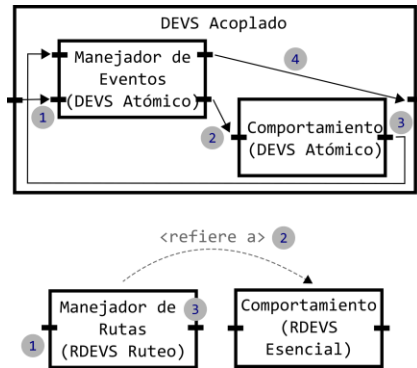 DEVS Acoplado
Manejador de
Eventos
(DEVS Atómico)
4
1
2
3
Comportamiento
(DEVS Atómico)
<refiere a> 2
Manejador de
Rutas
(RDEVS Ruteo)
3
1
Comportamiento
(RDEVS
Esencial)